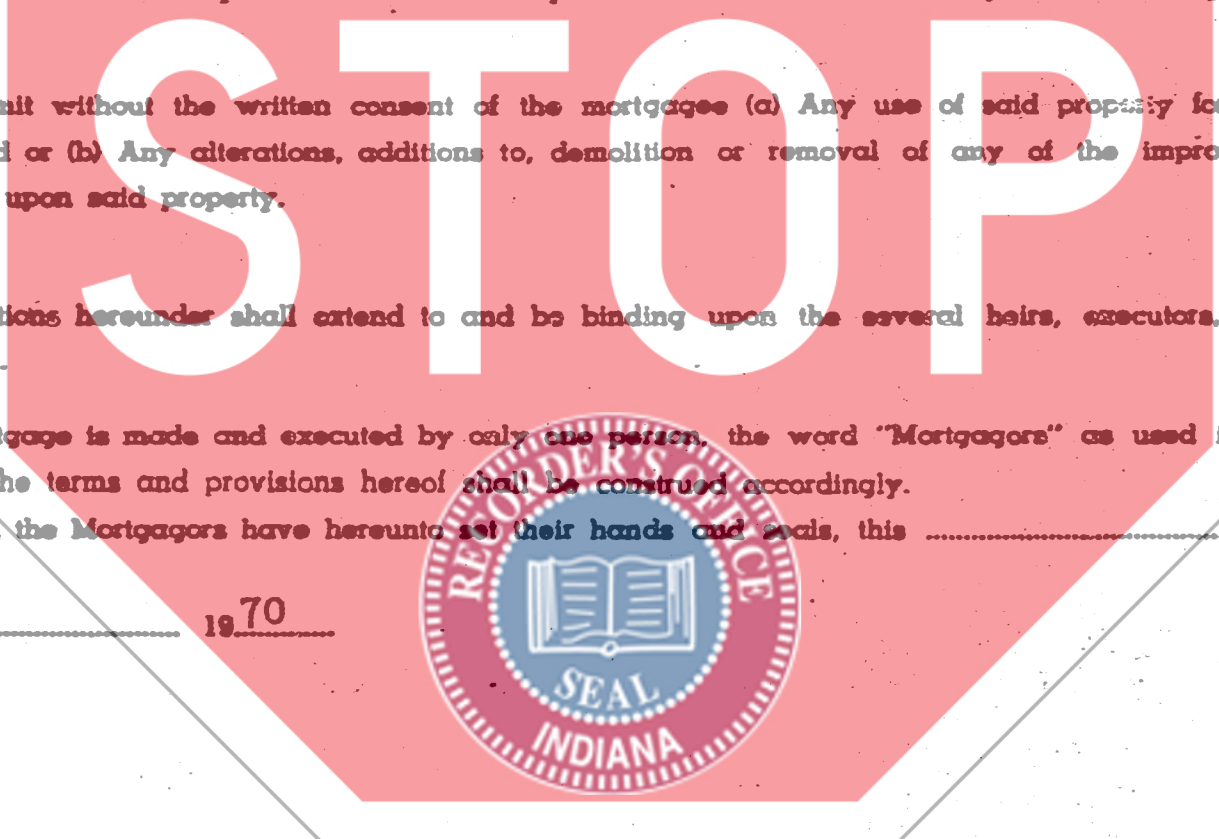 STOP
nit without the written consent of the mortgagee (a) Any use of said property fo
d or (b) Any alterations, additions to, demolition or removal of any of the impro
upon said property.
tions hereunder shall extend to and be binding upon the several heirs, executors,
tgage is made and executed by only one person, the word "Mortgagors" as used
he terms and provisions hereof shall be construed accordingly.
, the Mortgagors have hereunto set their hands and seals, this
1970
RECORDER'S OFFICE
SEAL
INDIANA